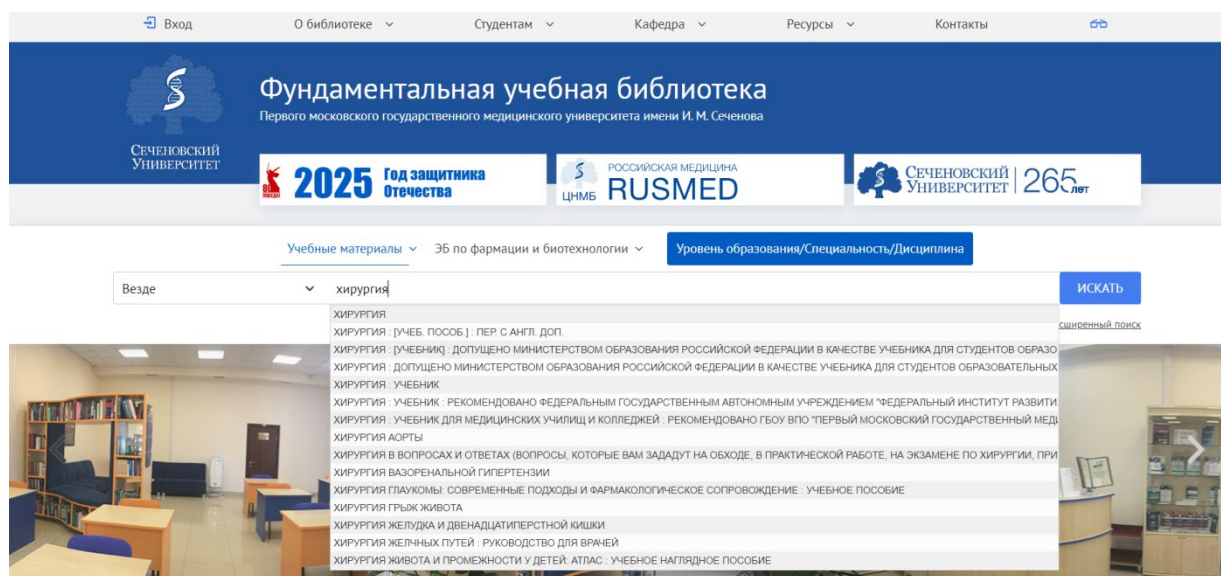 Вход О библиотеке Студентам Кафедра Ресурсы Контакты
Фундаментальная учебная библиотека
Первого московского государственного медицинского университета имени И. М. Сеченова
Сеченовский
Университет
2025 Год защитника
Отечества
ЦНМБ
РОССИЙСКАЯ МЕДИЦИНА
RUSMED
Сеченовский
Университет
265 лет
Учебные материалы ЭБ по фармации и биотехнологии Уровень образования/Специальность/Дисциплина
Везде хирургия ИСКАТЬ
сширенный поиск
ХИРУРГИЯ
ХИРУРГИЯ : [УЧЕБ. ПОСОБ.] : ПЕР. С АНГЛ. ДОП.
ХИРУРГИЯ : [УЧЕБНИК] : ДОПУЩЕНО МИНИСТЕРСТВОМ ОБРАЗОВАНИЯ РОССИЙСКОЙ ФЕДЕРАЦИИ В КАЧЕСТВЕ УЧЕБНИКА ДЛЯ СТУДЕНТОВ ОБРАЗО
ХИРУРГИЯ : ДОПУЩЕНО МИНИСТЕРСТВОМ ОБРАЗОВАНИЯ РОССИЙСКОЙ ФЕДЕРАЦИИ В КАЧЕСТВЕ УЧЕБНИКА ДЛЯ СТУДЕНТОВ ОБРАЗОВАТЕЛЬНЫХ
ХИРУРГИЯ : УЧЕБНИК
ХИРУРГИЯ : УЧЕБНИК : РЕКОМЕНДОВАНО ФЕДЕРАЛЬНЫМ ГОСУДАРСТВЕННЫМ АВТОНОМНЫМ УЧРЕЖДЕНИЕМ "ФЕДЕРАЛЬНЫЙ ИНСТИТУТ РАЗВИТИ
ХИРУРГИЯ : УЧЕБНИК ДЛЯ МЕДИЦИНСКИХ УЧИЛИЩ И КОЛЛЕДЖЕЙ : РЕКОМЕНДОВАНО ГБОУ ВПО "ПЕРВЫЙ МОСКОВСКИЙ ГОСУДАРСТВЕННЫЙ МЕДИ
ХИРУРГИЯ АОРТЫ
ХИРУРГИЯ В ВОПРОСАХ И ОТВЕТАХ (ВОПРОСЫ, КОТОРЫЕ ВАМ ЗАДАДУТ НА ОБХОДЕ, В ПРАКТИЧЕСКОЙ РАБОТЕ, НА ЭКЗАМЕНЕ ПО ХИРУРГИИ, ПРИ
ХИРУРГИЯ ВАЗОРЕНАЛЬНОЙ ГИПЕРТЕНЗИИ
ХИРУРГИЯ ГЛАУКОМЫ: СОВРЕМЕННЫЕ ПОДХОДЫ И ФАРМАКОЛОГИЧЕСКОЕ СОПРОВОЖДЕНИЕ : УЧЕБНОЕ ПОСОБИЕ
ХИРУРГИЯ ГРЫЖ ЖИВОТА
ХИРУРГИЯ ЖЕЛУДКА И ДВЕНАДЦАТИПЕРСТНОЙ КИШКИ
ХИРУРГИЯ ЖЕЛЧНЫХ ПУТЕЙ : РУКОВОДСТВО ДЛЯ ВРАЧЕЙ
ХИРУРГИЯ ЖИВОТА И ПРОМЕЖНОСТИ У ДЕТЕЙ: АТЛАС : УЧЕБНОЕ НАГЛЯДНОЕ ПОСОБИЕ